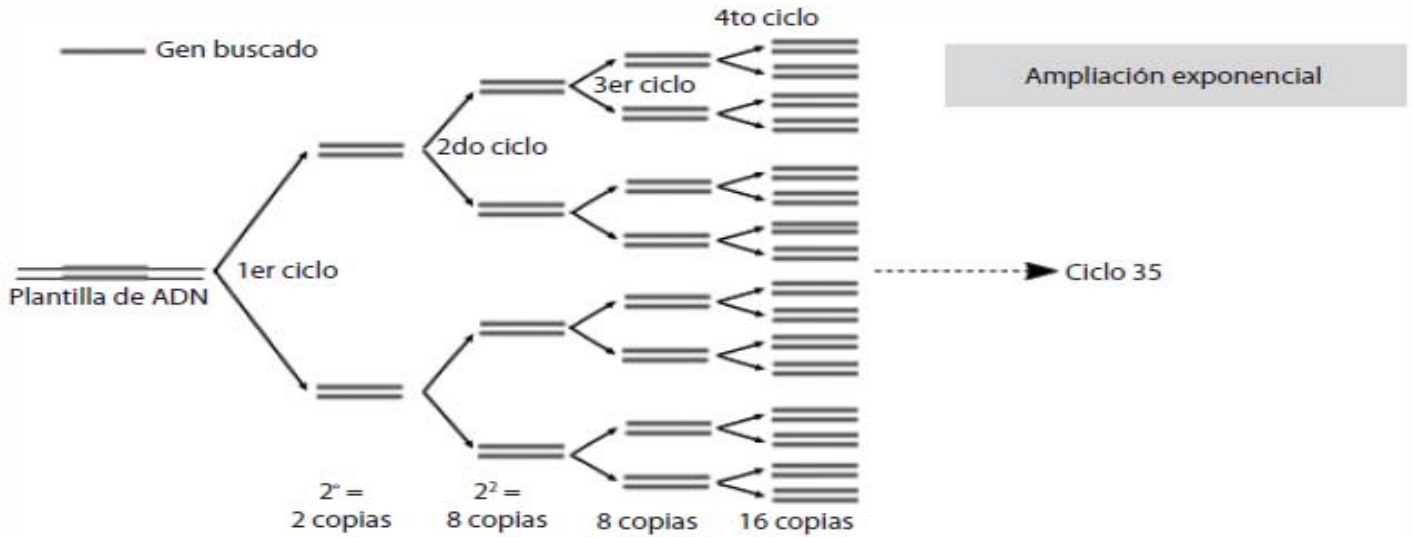 4to ciclo
Gen buscado
Ampliación exponencial
3er ciclo
2do ciclo
1er ciclo
Plantilla de ADN
Ciclo 35
2° =
2 copias
2² =
8 copias
8 copias
16 copias